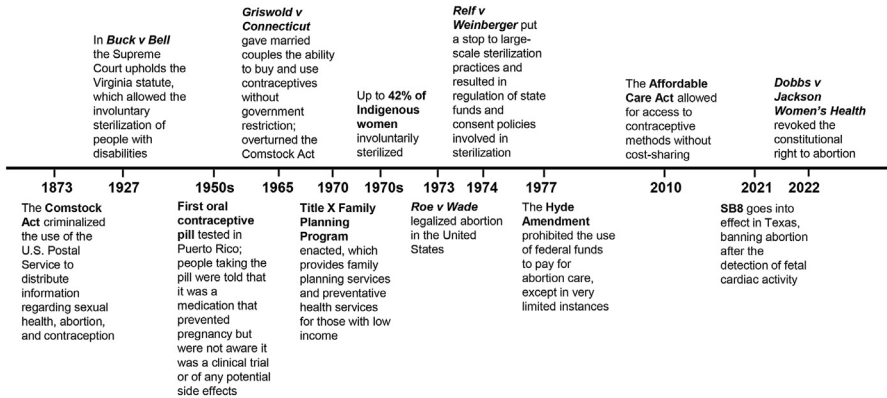 In Buck v Bell
the Supreme
Court upholds the
Virginia statute,
which allowed the
involuntary
sterilization of
people with
disabilities
Griswold v
Connecticut
gave married
couples the ability
to buy and use
contraceptives
without
government
restriction;
overturned the
Comstock Act
Up to 42% of
Indigenous
women
involuntarily
sterilized
Relf v
Weinberger put
a stop to large-
scale sterilization
practices and
resulted in
regulation of state
funds and
consent policies
involved in
sterilization
The Affordable
Care Act allowed
for access to
contraceptive
methods without
cost-sharing
Dobbs v
Jackson
Women's Health
revoked the
constitutional
right to abortion
1873 1927 1950s 1965 1970 1970s 1973 1974 1977 2010 2021 2022
The Comstock
Act criminalized
the use of the
U.S. Postal
Service to
distribute
information
regarding sexual
health, abortion,
and contraception
First oral
contraceptive
pill tested in
Puerto Rico;
people taking the
pill were told that
it was a
medication that
prevented
pregnancy but
were not aware it
was a clinical trial
or of any potential
side effects
Title X Family
Planning
Program
enacted, which
provides family
planning services
and preventative
health services
for those with low
income
Roe v Wade
legalized abortion
in the United
States
The Hyde
Amendment
prohibited the use
of federal funds
to pay for
abortion care,
except in very
limited instances
SB8 goes into
effect in Texas,
banning abortion
after the
detection of fetal
cardiac activity